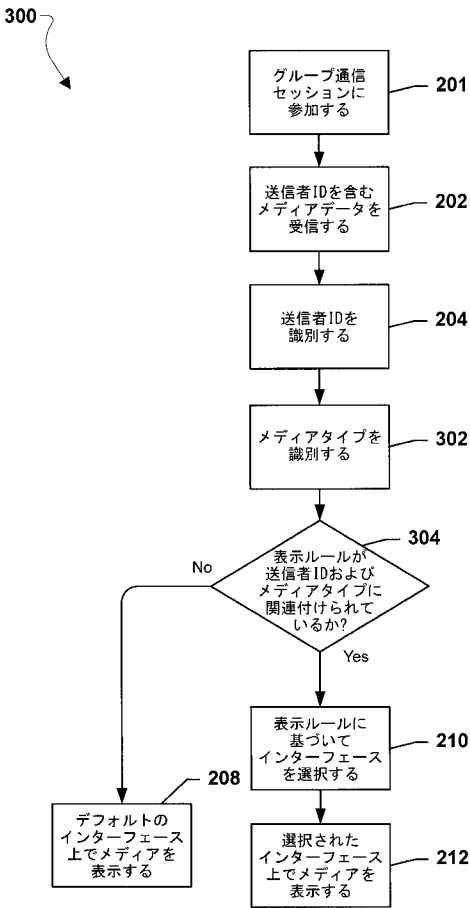 300
グループ通信
セッションに
参加する
201
送信者IDを含む
メディアデータを
受信する
202
送信者IDを
識別する
204
メディアタイプを
識別する
302
304
表示ルールが
送信者IDおよび
メディアタイプに
関連付けられて
いるか?
No
Yes
表示ルールに
基づいて
インターフェース
を選択する
210
208
デフォルトの
インターフェース
上でメディアを
表示する
選択された
インターフェース
上でメディアを
表示する
212